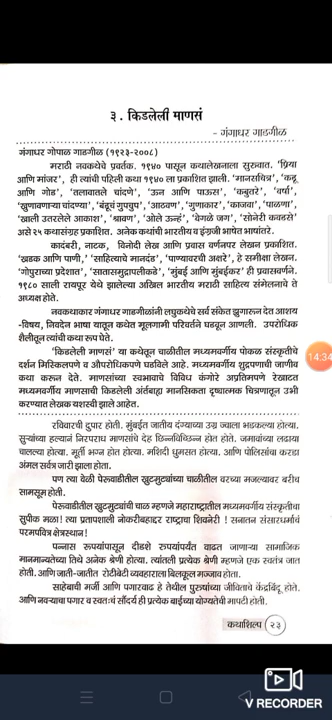 ३. किडलेली माणसं
- गंगाधर गाडगीळ
गंगाधर गोपाळ गाडगीळ (१९२३-२००८)
मराठी नवकथेचे प्रवर्तक. १९४० पासून कथालेखनाला सुरुवात. 'प्रिया
आणि मांजर', ही त्यांची पहिली कथा १९४० ला प्रकाशित झाली. 'मानसचित्र', 'कडू
आणि गोड', 'तलावातले चांदणे', 'ऊन आणि पाऊस', 'कबुतरे', 'वर्षा',
'खुणावणाऱ्या चांदण्या', 'बंड्याचं गुपचुप', 'आठवण', 'गुणाकार', 'काजवा', 'पाळणा',
'खाली उतरलेले आकाश', 'श्रावण', 'ओले उन्हं', 'वेगळे जग', 'सोनेरी कवडसे'
असे २५ कथासंग्रह प्रकाशित. अनेक कथांची भारतीय व इंग्रजी भाषेत भाषांतरे.
कादंबरी, नाटक, विनोदी लेख आणि प्रवास वर्णनपर लेखन प्रकाशित.
'खडक आणि पाणी', 'साहित्याचे मानदंड', 'पाण्यावरची अक्षरे', हे समीक्षा लेखन.
'गोपुराच्या प्रदेशात', 'सातासमुद्रापलीकडे', 'मुंबई आणि मुंबईकर' ही प्रवासवर्णने.
१९८० साली रायपूर येथे झालेल्या अखिल भारतीय मराठी साहित्य संमेलनाचे ते
अध्यक्ष होते.
नवकथाकार गंगाधर गाडगीळांनी लघुकथेचे सर्व संकेत झुगारून देत आशय
-विषय, निवेदन भाषा यातून कथेत मूलगामी परिवर्तने घडवून आणली. उपरोधिक
शैलीतून त्यांची कथा रूप घेते.
'किडलेली माणसं' या कथेतून चाळीतील मध्यमवर्गीय पोकळ संस्कृतीचे
दर्शन मिस्किलपणे व औपरोधिकपणे घडविले आहे. मध्यमवर्गीय क्षुद्रपणाची जाणीव
कथा करून देते. माणसांच्या स्वभावाचे विविध कंगोरे अप्रतिमपणे रेखाटत
मध्यमवर्गीय माणसाची किडलेली अंतर्बाह्य मानसिकता दृष्यात्मक चित्रणातून उभी
करण्यात लेखक यशस्वी झाले आहेत.
रविवारची दुपार होती. मुंबईत जातीय दंग्याच्या उग्र ज्वाला भडकल्या होत्या.
सुऱ्यांच्या हल्यानं निरपराध माणसांचे देह छिन्नविच्छिन्न होत होते. जमावांच्या लढाया
चालल्या होत्या. मूर्ती भग्न होत होत्या. मशिदी धुमसत होत्या. आणि पोलिसांचा करडा
अंमल सर्वत्र जारी झाला होता.
पण त्या वेळी पेरूवाडीतील खुटमुट्यांच्या चाळीतील वरच्या मजल्यावर बरीच
सामसूम होती.
पेरूवाडीतील खुटमुट्यांची चाळ म्हणजे महाराष्ट्रातील मध्यमवर्गीय संस्कृतीचा
सुपीक मळा! त्या प्रतापशाली नोकरीबहाद्दर राष्ट्राचा शिवनेरी ! सनातन संसारधर्माचं
परमपवित्र क्षेत्रस्थान !
पन्नास रूपयांपासून दीडशे रुपयांपर्यंत वाढत जाणाऱ्या सामाजिक
मानमान्यतेच्या तिथे अनेक श्रेणी होत्या. त्यांतली प्रत्येक श्रेणी म्हणजे एक स्वतंत्र जात
होती. आणि जाती-जातीत रोटीबेटी व्यवहाराला बिलकूल मज्जाव होता.
साहेबाची मर्जी आणि पगारवाढ हे तेथील पुरुषांच्या जीविताचे केंद्रबिंदू होते.
आणि नवऱ्याचा पगार व स्वतःचं सौंदर्य ही प्रत्येक बाईच्या योग्यतेची मापटी होती.
कथाशिल्प २३
14:34
V RECORDER